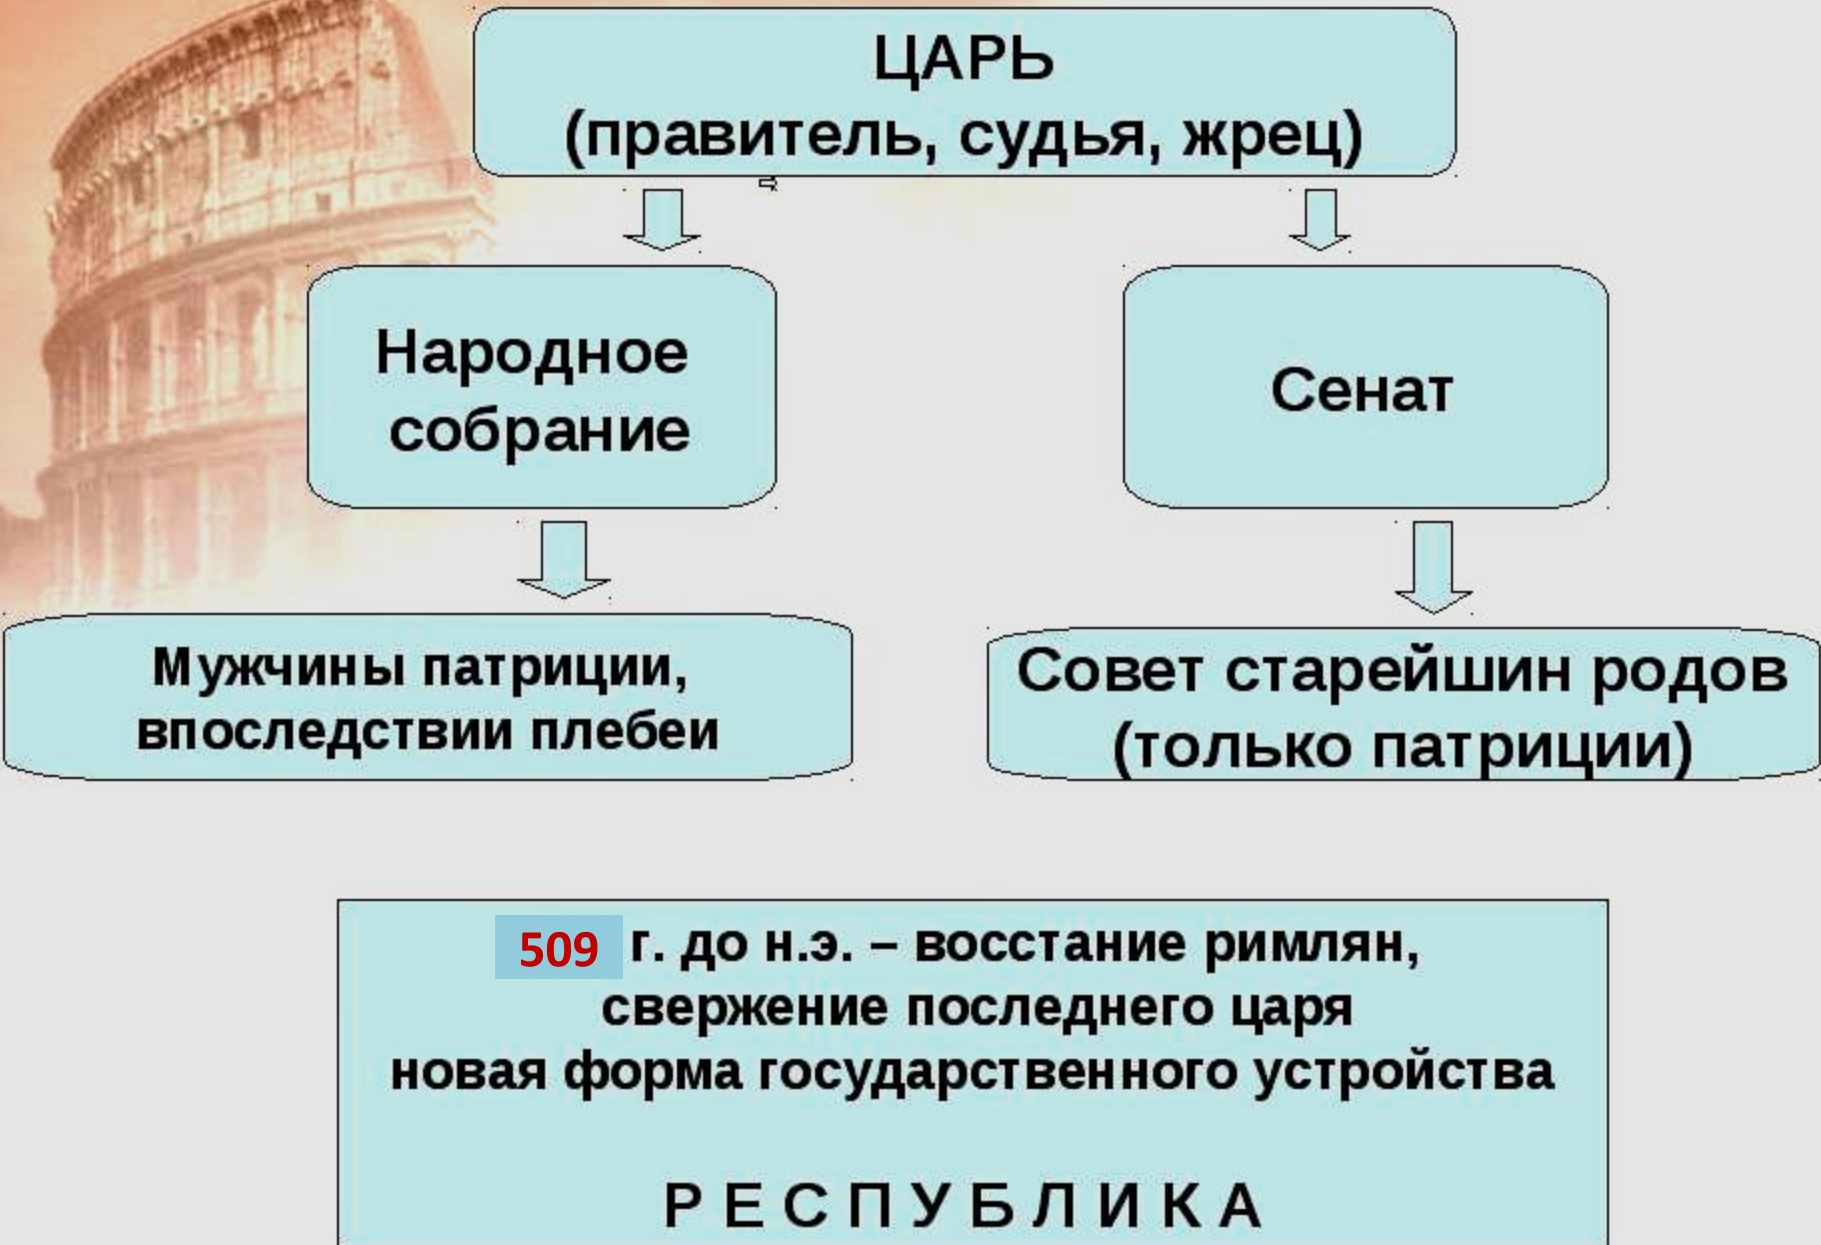 ЦАРЬ
(правитель, судья, жрец)
Народное
собрание
Сенат
Мужчины патриции,
впоследствии плебеи
Совет старейшин родов
(только патриции)
509 г. до н.э. – восстание римлян,
свержение последнего царя
новая форма государственного устройства
Р Е С П У Б Л И К А